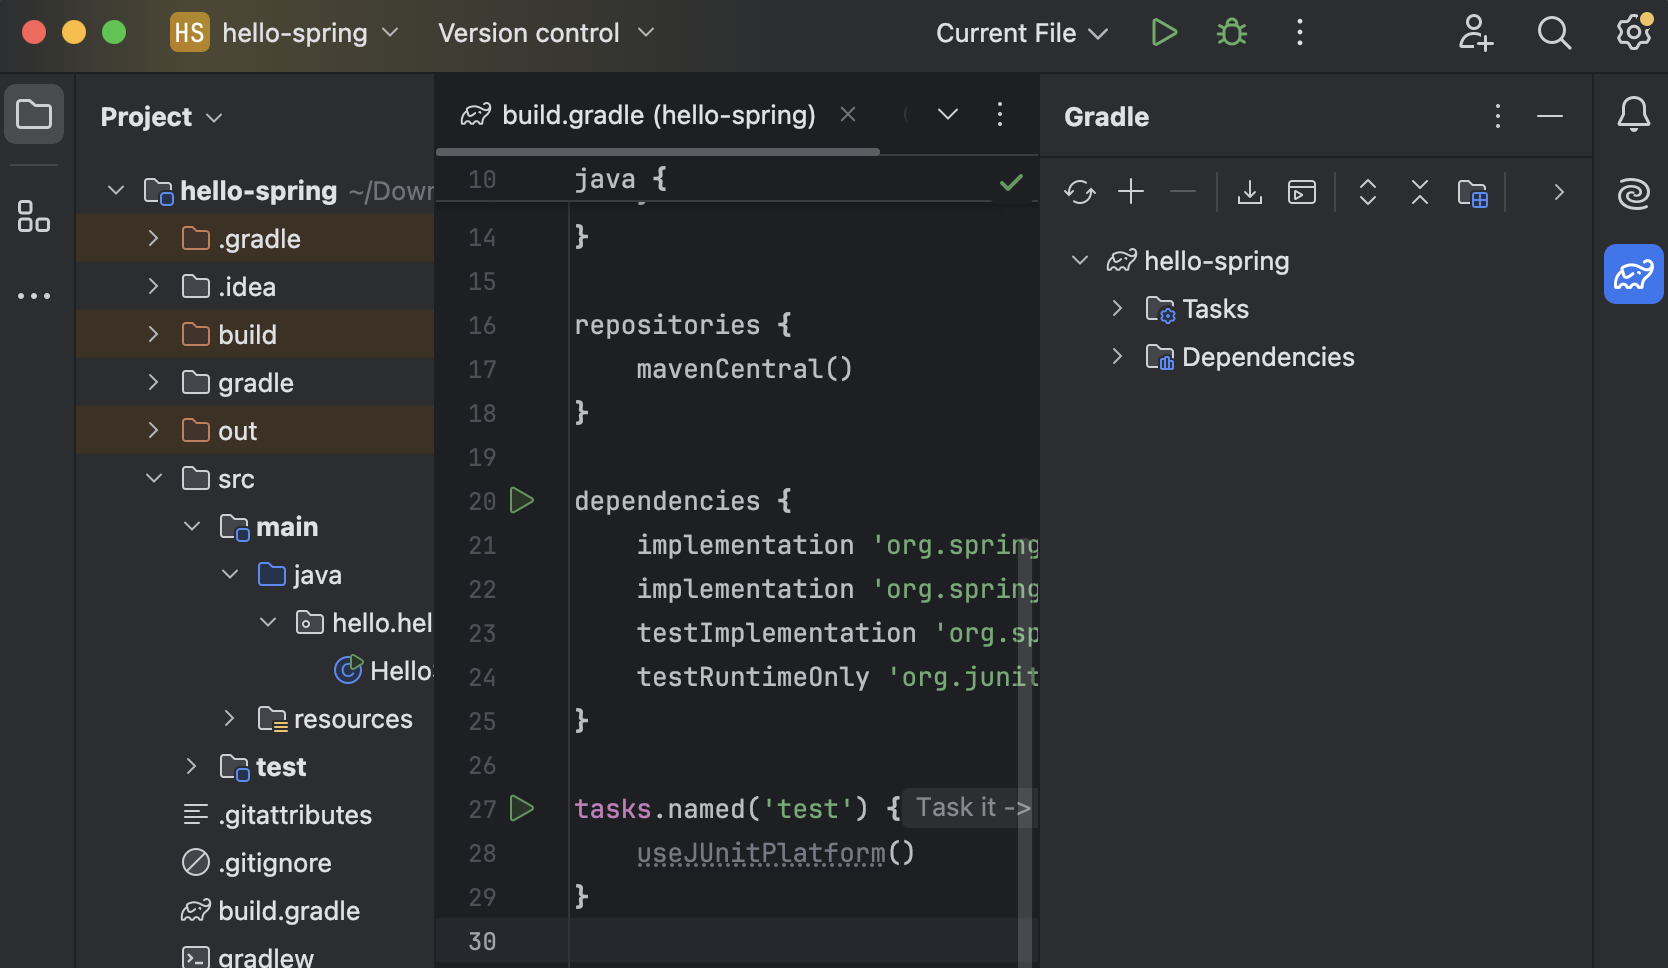 HS hello-spring Version control Current File
Project
hello-spring ~/Dow
.gradle
.idea
build
gradle
out
src
main
java
hello.hel
Hello
resources
test
.gitattributes
.gitignore
build.gradle
gradlew
build.gradle (hello-spring)
10 java {
14 }
15
16 repositories {
17 mavenCentral()
18 }
19
20 dependencies {
21 implementation 'org.spring
22 implementation 'org.spring
23 testImplementation 'org.sp
24 testRuntimeOnly 'org.junit
25 }
26
27 tasks.named('test') { Task it ->
28 useJUnitPlatform()
29 }
30
Gradle
hello-spring
Tasks
Dependencies